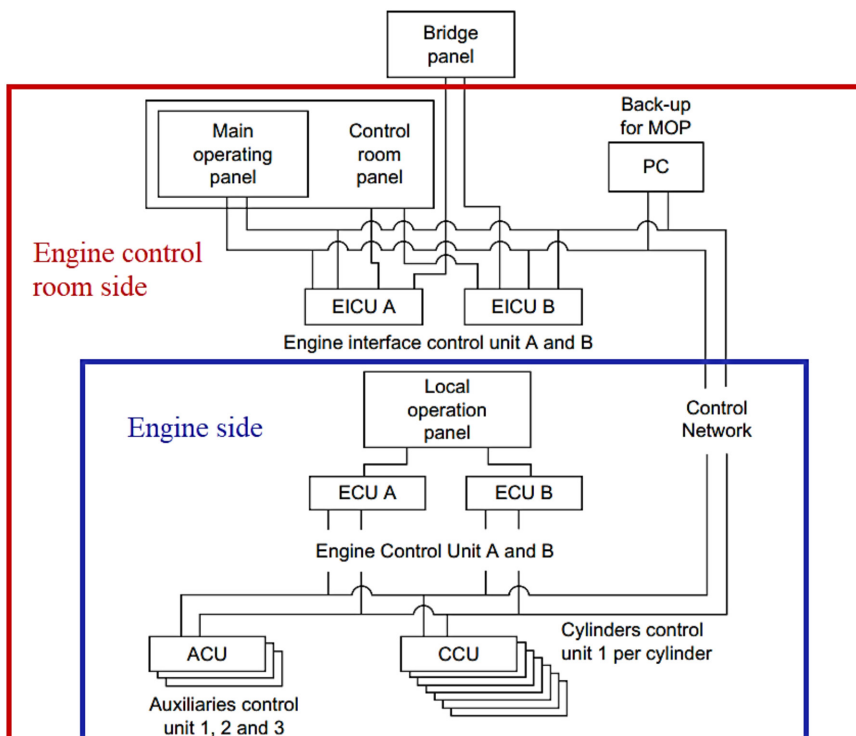 Bridge
panel
Main
operating
panel
Control
room
panel
Back-up
for MOP
PC
Engine control
room side
EICU A
EICU B
Engine interface control unit A and B
Local
operation
panel
Engine side
Control
Network
ECU A
ECU B
Engine Control Unit A and B
ACU
CCU
Cylinders control
unit 1 per cylinder
Auxiliaries control
unit 1, 2 and 3